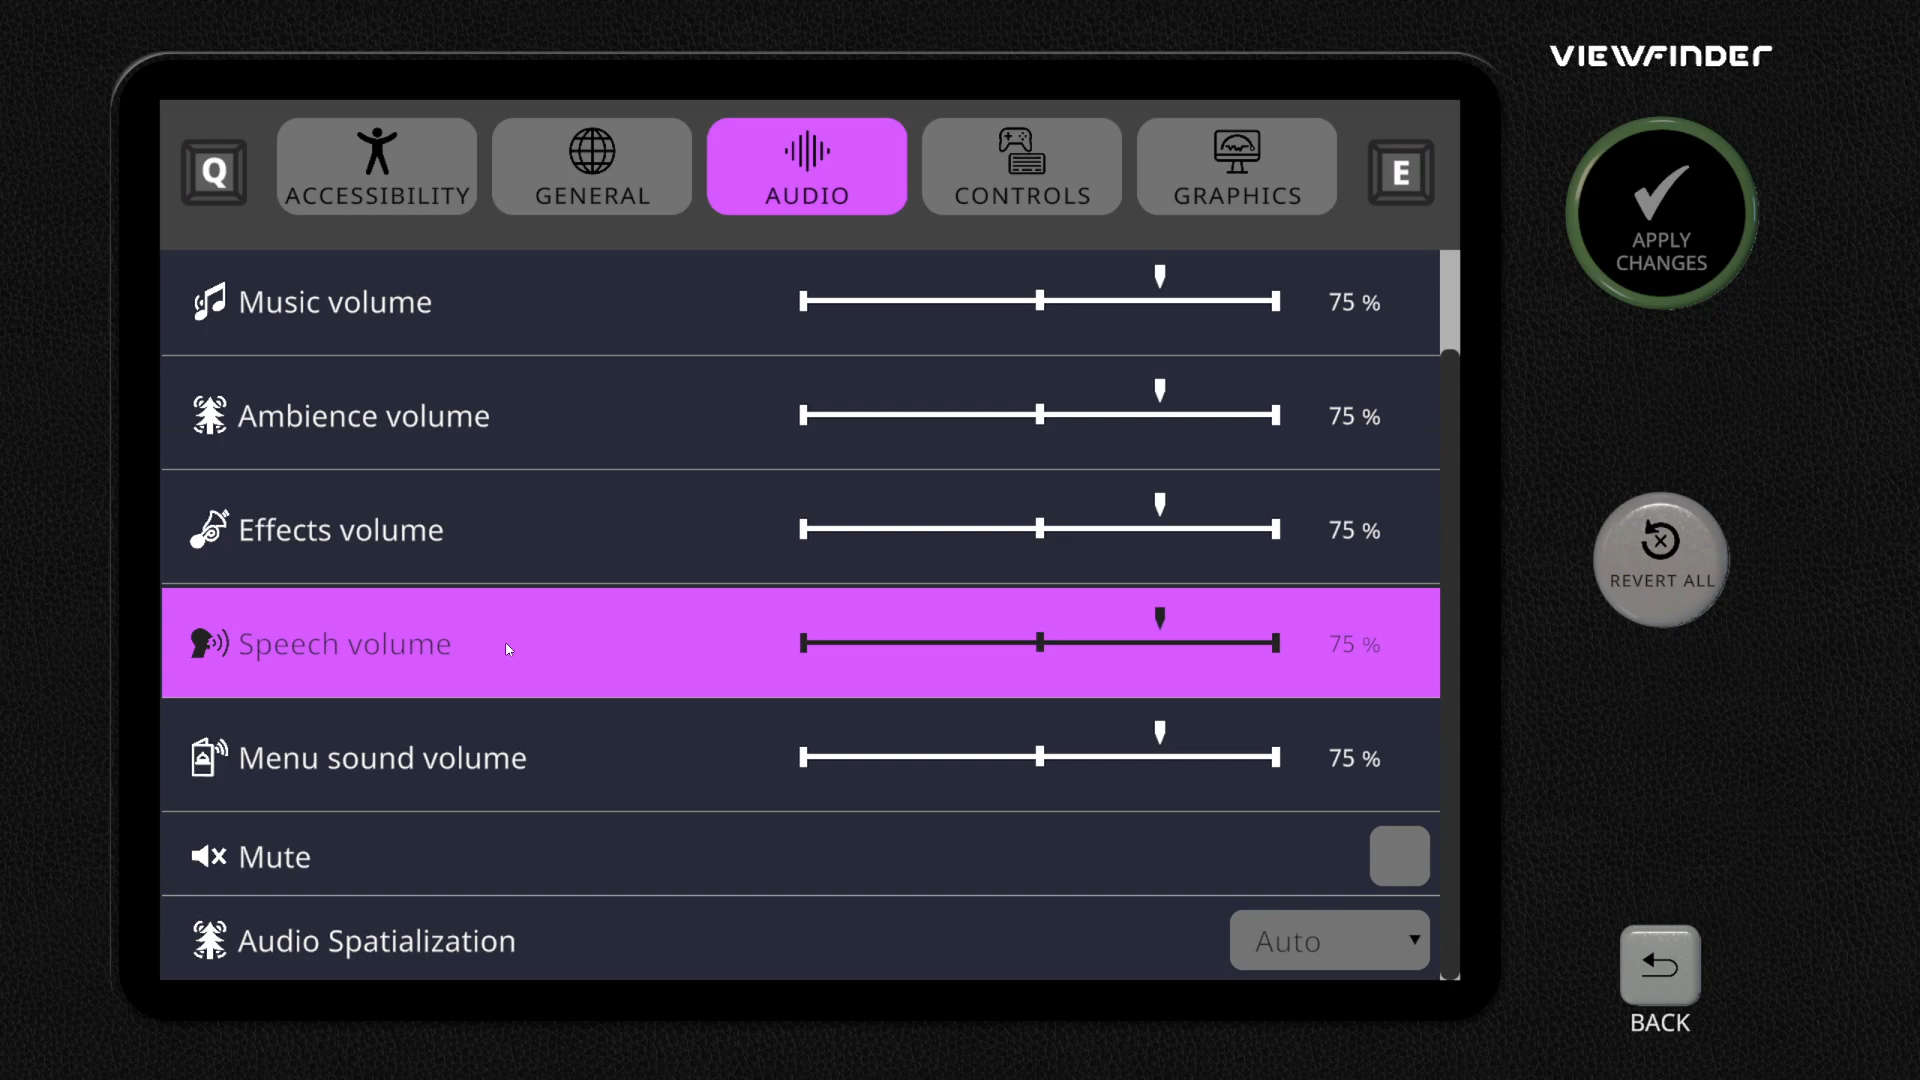 VIEWFINDER
Q
ACCESSIBILITY
GENERAL
AUDIO
CONTROLS
GRAPHICS
E
APPLY
CHANGES
Music volume
75 %
Ambience volume
75 %
Effects volume
75 %
REVERT ALL
Speech volume
75 %
Menu sound volume
75 %
Mute
Audio Spatialization
Auto
BACK